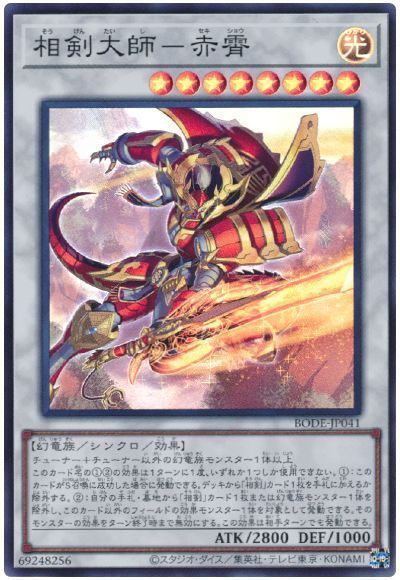 相剣大師－赤霄
光
BODE-JP041
【幻竜族／シンクロ／効果】
チューナー＋チューナー以外の幻竜族モンスター1体以上
このカード名の①②の効果は1ターンに1度、いずれか1つしか使用できない。①：このカードがS召喚に成功した場合に発動できる。デッキから「相剣」カード1枚を手札に加えるか
除外する。②：自分の手札・墓地から「相剣」カード1枚または幻竜族モンスター1体を
除外し、このカード以外のフィールドの効果モンスター1体を対象として発動できる。その
モンスターの効果をターン終了時まで無効にする。この効果は相手ターンでも発動できる。
ATK/2800 DEF/1000
69248256
©スタジオ・ダイス／集英社・テレビ東京・KONAMI